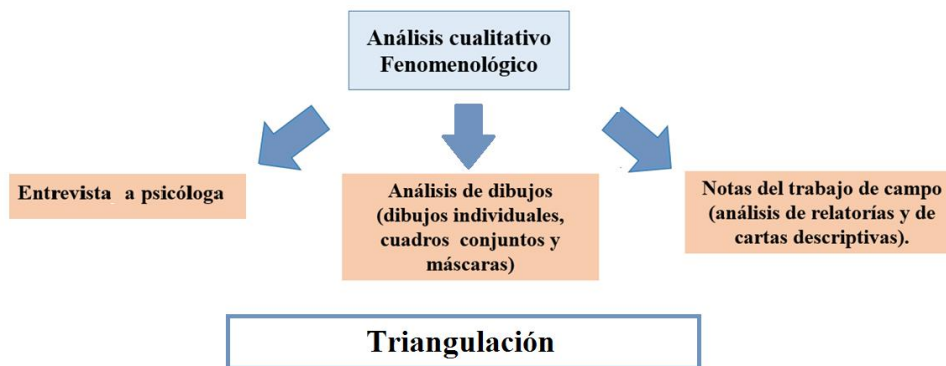 Análisis cualitativo
Fenomenológico
Entrevista a psicóloga
Análisis de dibujos
(dibujos individuales,
cuadros conjuntos y
máscaras)
Notas del trabajo de campo
(análisis de relatorías y de
cartas descriptivas).
Triangulación